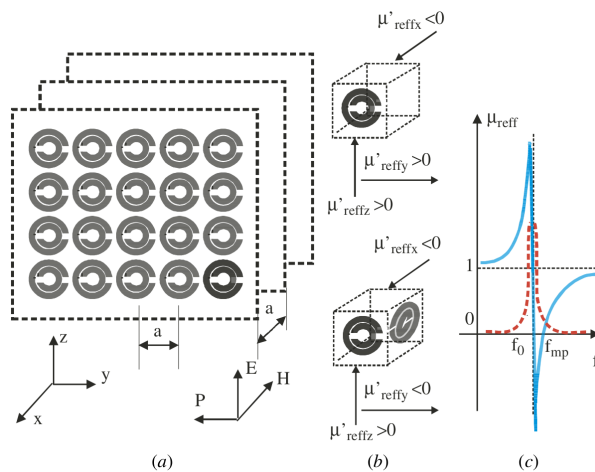 μ'reffx<0
μ'reffy>0
μ'reffz>0
μreff
1
0
f0
fmp
f
μ'reffx<0
μ'reffy<0
μ'reffz>0
a
a
z
y
x
E
H
P
(a)
(b)
(c)